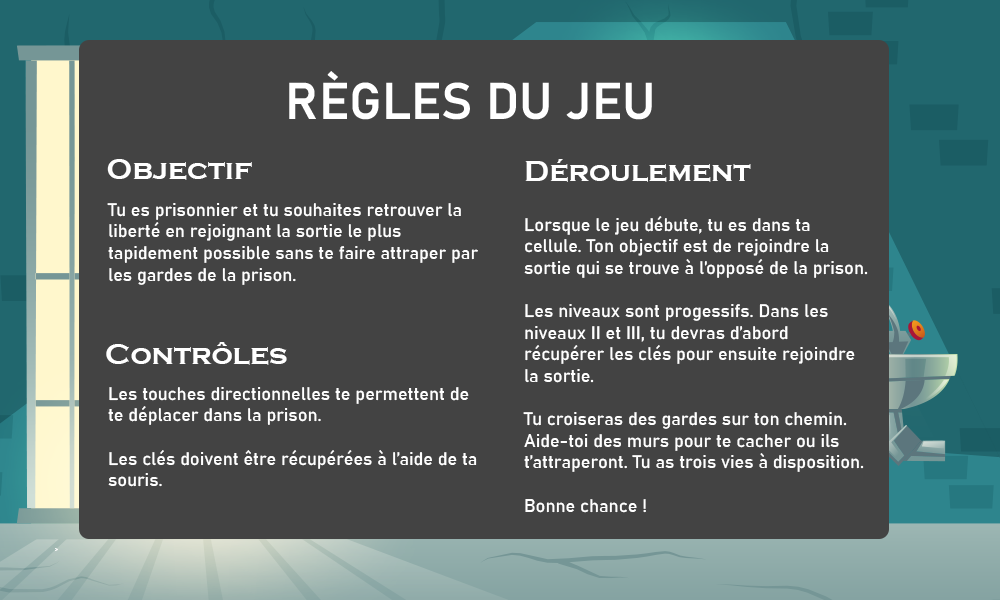 RÈGLES DU JEU
Objectif
Tu es prisonnier et tu souhaites retrouver la
liberté en rejoignant la sortie le plus
tapidement possible sans te faire attraper par
les gardes de la prison.
Contrôles
Les touches directionnelles te permettent de
te déplacer dans la prison.
Les clés doivent être récupérées à l'aide de ta
souris.
Déroulement
Lorsque le jeu débute, tu es dans ta
cellule. Ton objectif est de rejoindre la
sortie qui se trouve à l'opposé de la prison.
Les niveaux sont progessifs. Dans les
niveaux II et III, tu devras d'abord
récupérer les clés pour ensuite rejoindre
la sortie.
Tu croiseras des gardes sur ton chemin.
Aide-toi des murs pour te cacher ou ils
t'attraperont. Tu as trois vies à disposition.
Bonne chance !